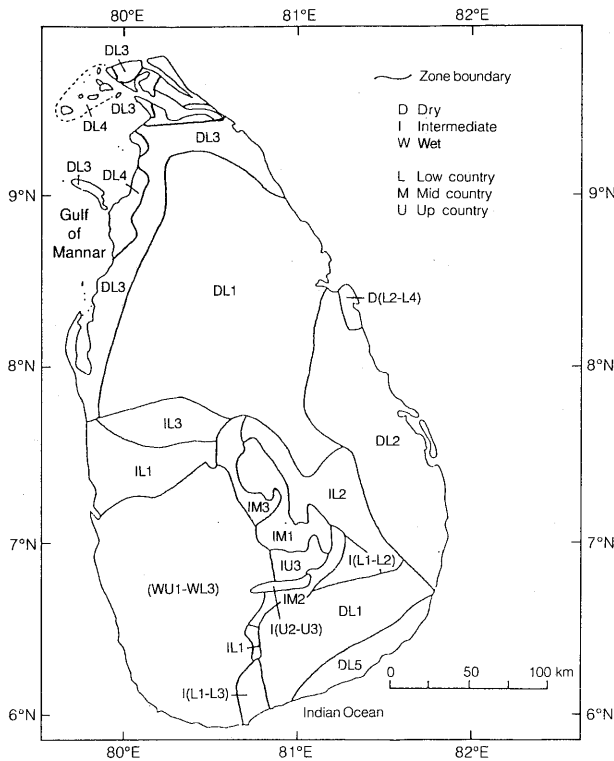 80°E
81°E
82°E
DL3
Zone boundary
D Dry
I Intermediate
W Wet
L Low country
M Mid country
U Up country
DL3
DL4
DL3
DL3
DL4
9°N
9°N
Gulf
of
Mannar
DL3
DL1
D(L2-L4)
8°N
8°N
IL3
DL2
IL1
IL2
IM3
IM1
7°N
7°N
IU3
I(L1-L2)
(WU1-WL3)
IM2
DL1
I(U2-U3)
IL1
DL5
0 50 100 km
I(L1-L3)
6°N
Indian Ocean
6°N
80°E
81°E
82°E